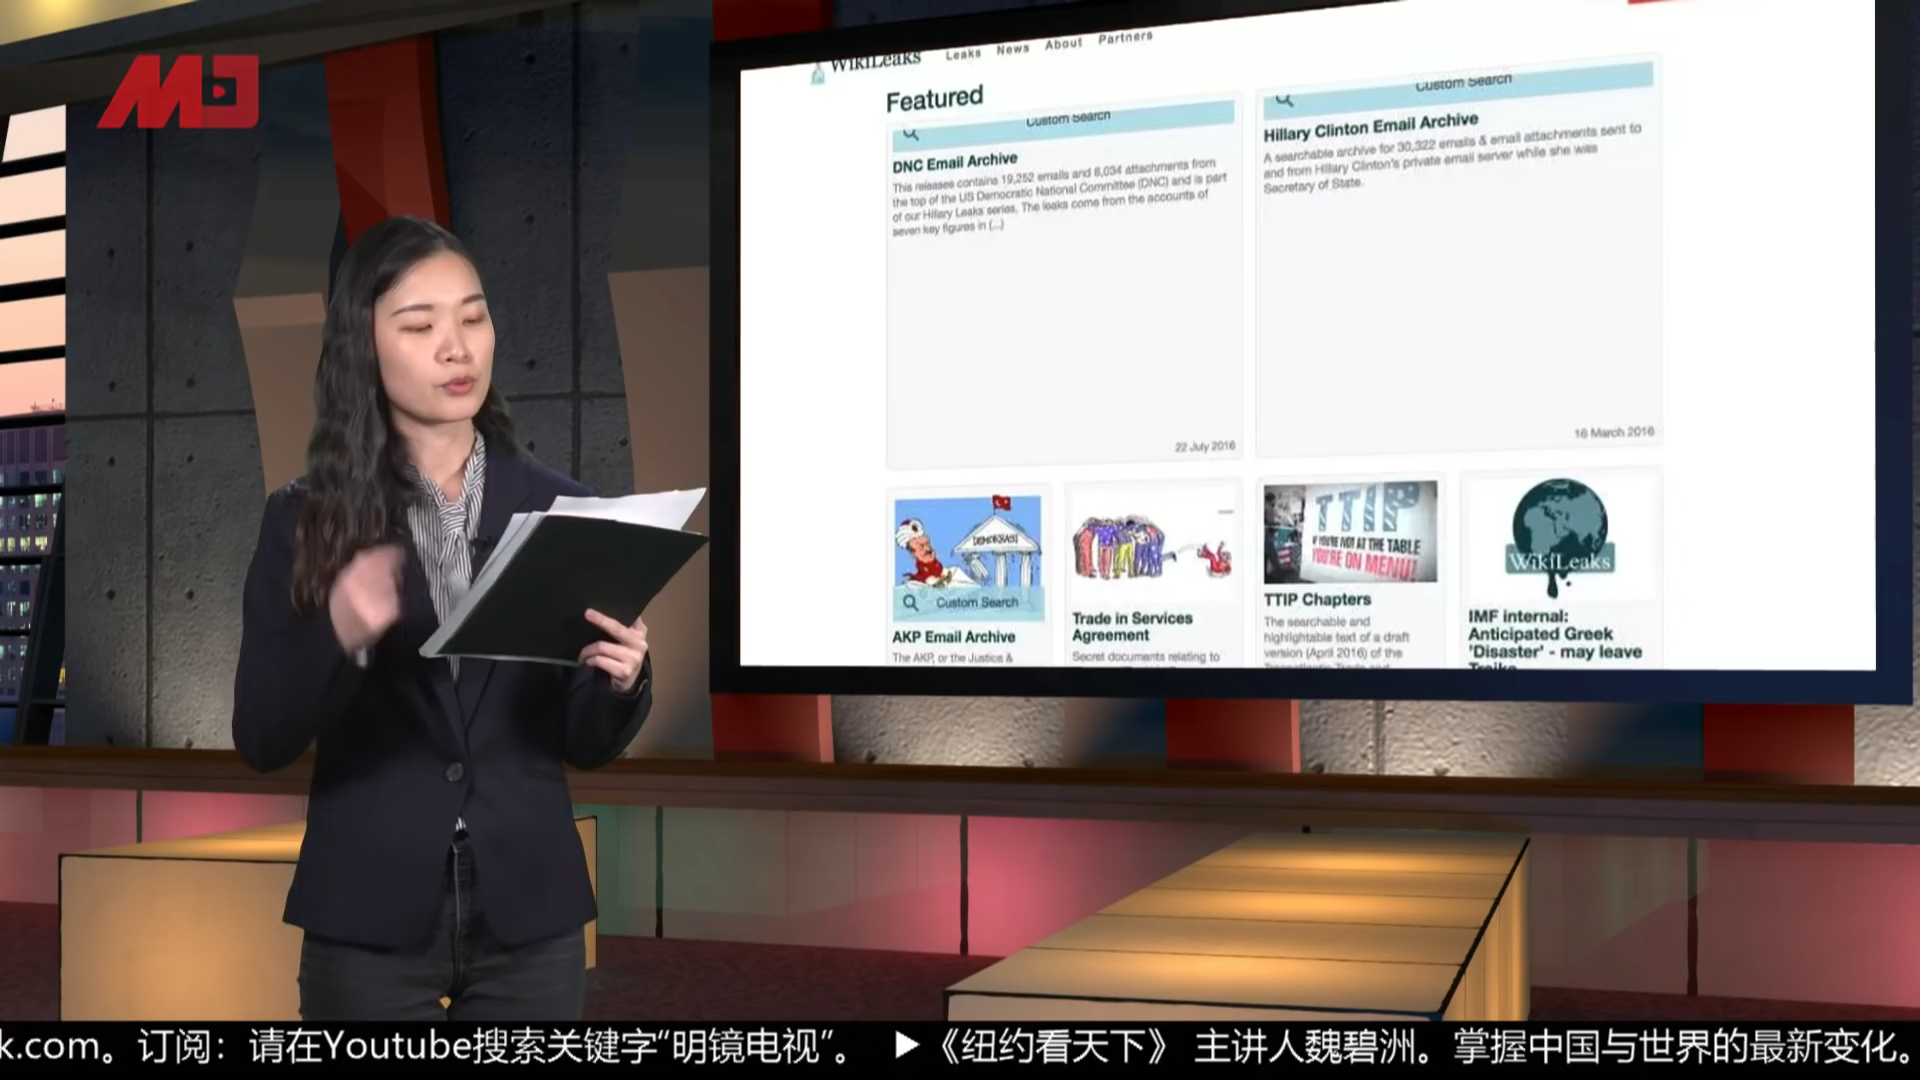 MD
WikiLeaks
Leaks News About Partners
Featured
Custom Search
DNC Email Archive
This releases contains 19,252 emails and 8,034 attachments from
the top of the US Democratic National Committee (DNC) and is part
of our Hillary Leaks series. The leaks come from the accounts of
seven key figures in (...)
22 July 2016
Custom Search
Hillary Clinton Email Archive
A searchable archive for 30,322 emails & email attachments sent to
and from Hillary Clinton's private email server while she was
Secretary of State.
16 March 2016
DEMOKRASI
Custom Search
AKP Email Archive
The AKP, or the Justice &
Trade in Services
Agreement
Secret documents relating to
TTIP
IF YOU'RE NOT AT THE TABLE
YOU'RE ON MENU!
TTIP Chapters
The searchable and
highlightable text of a draft
version (April 2016) of the
WikiLeaks
IMF internal:
Anticipated Greek
'Disaster' - may leave
Troika
k.com。订阅：请在Youtube搜索关键字“明镜电视”。 ▶《纽约看天下》 主讲人魏碧洲。掌握中国与世界的最新变化。